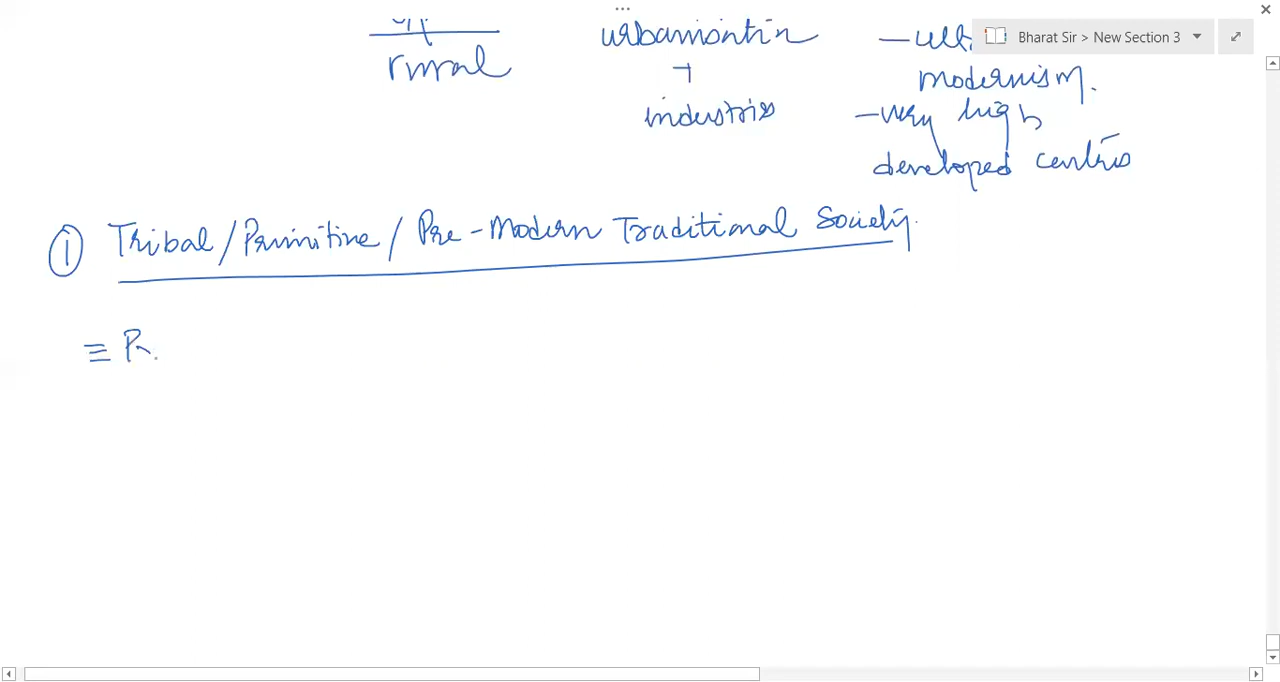 ...
rural
urbanisation
+
industries
Bharat Sir > New Section 3
modernism.
- very high
developed centres
① Tribal / Primitive / Pre-Modern Traditional Society.
≡ R